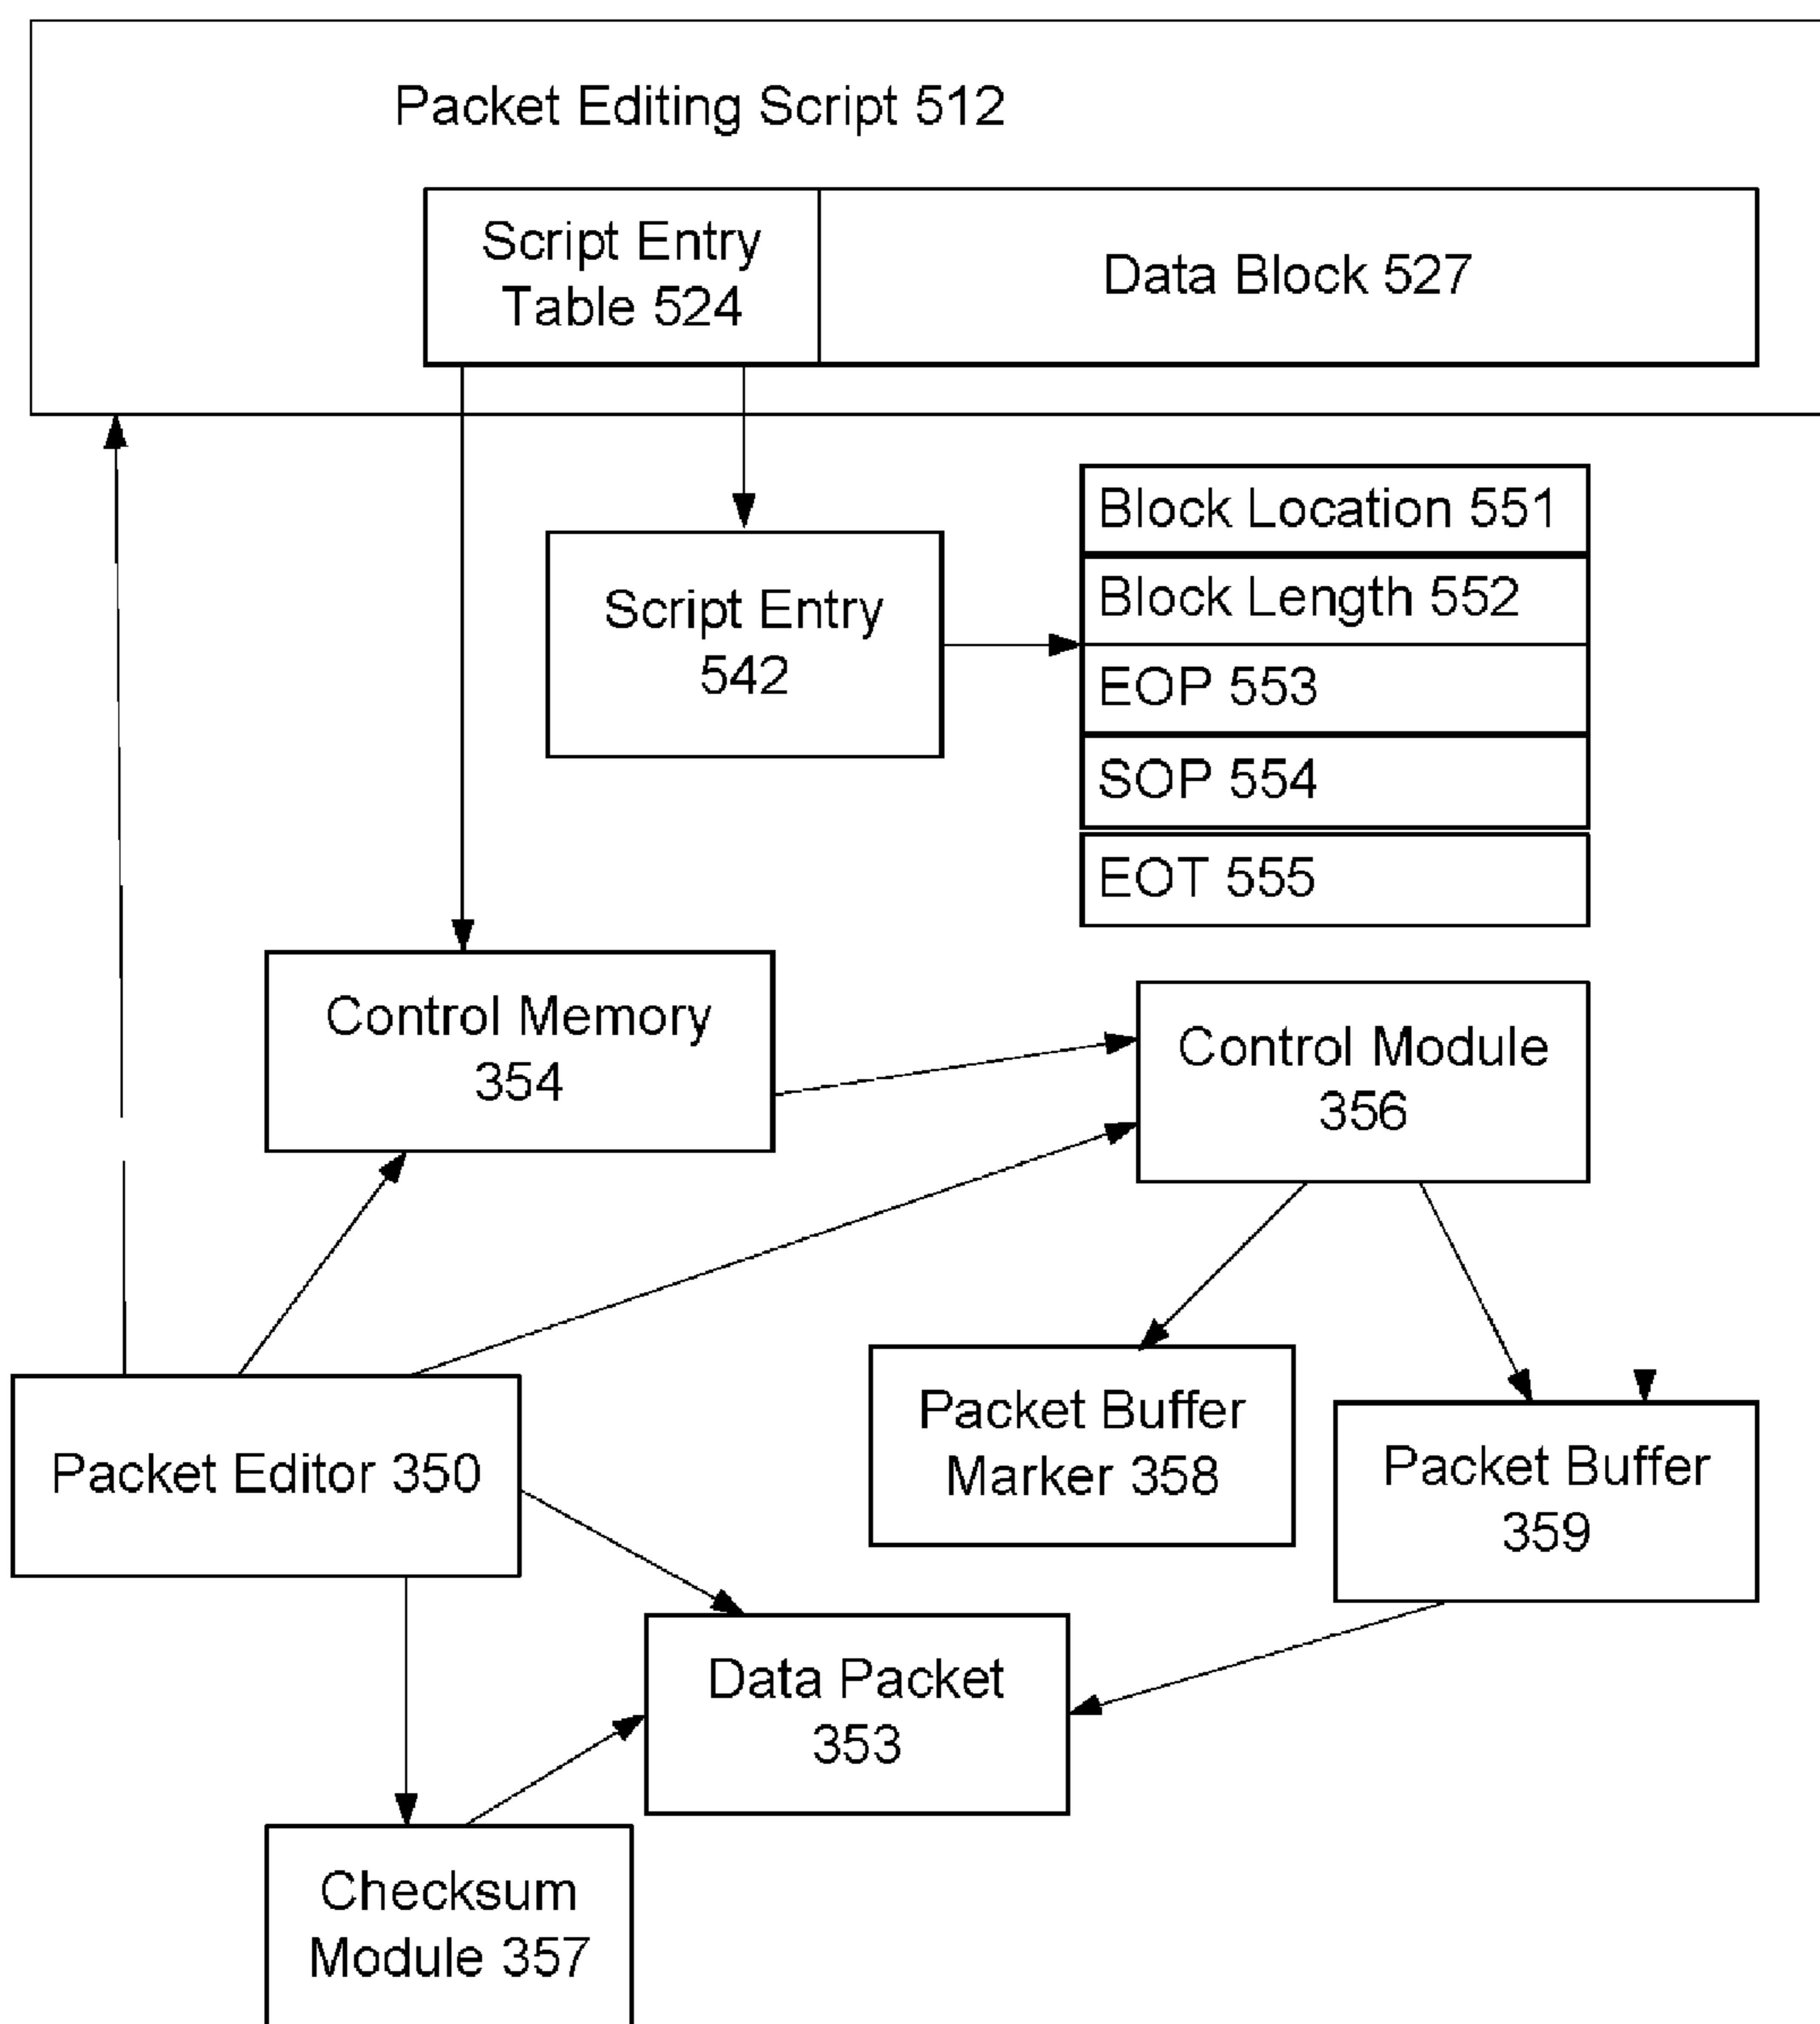 Packet Editing Script 512
Script Entry
Table 524
Data Block 527
Block Location 551
Block Length 552
EOP 553
SOP 554
EOT 555
Script Entry
542
Control Memory
354
Control Module
356
Packet Buffer
Marker 358
Packet Buffer
359
Packet Editor 350
Data Packet
353
Checksum
Module 357